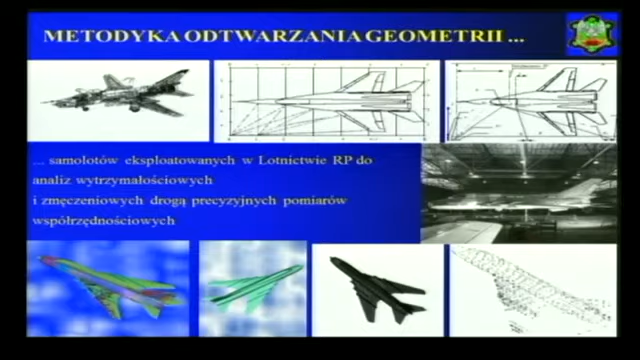 METODYKA ODTWARZANIA GEOMETRII ...
... samolotów eksploatowanych w Lotnictwie RP do
analiz wytrzymałościowych
i zmęczeniowych drogą precyzyjnych pomiarów
współrzędnościowych